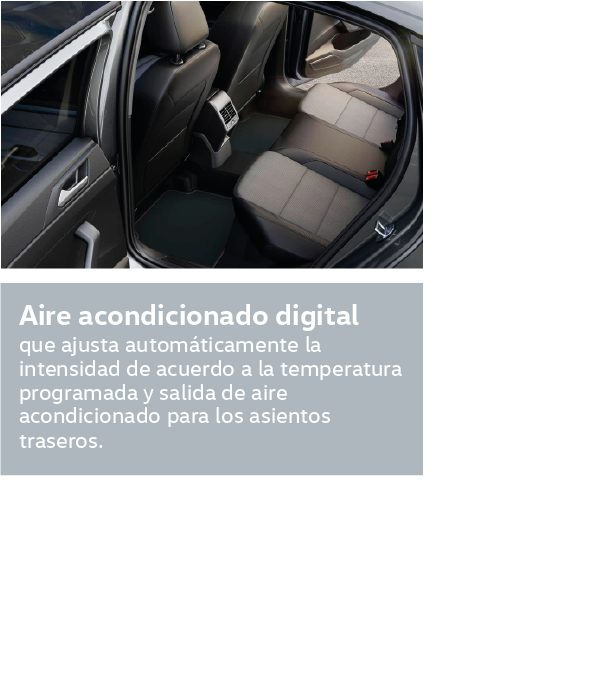 Aire acondicionado digital
que ajusta automáticamente la
intensidad de acuerdo a la temperatura
programada y salida de aire
acondicionado para los asientos
traseros.